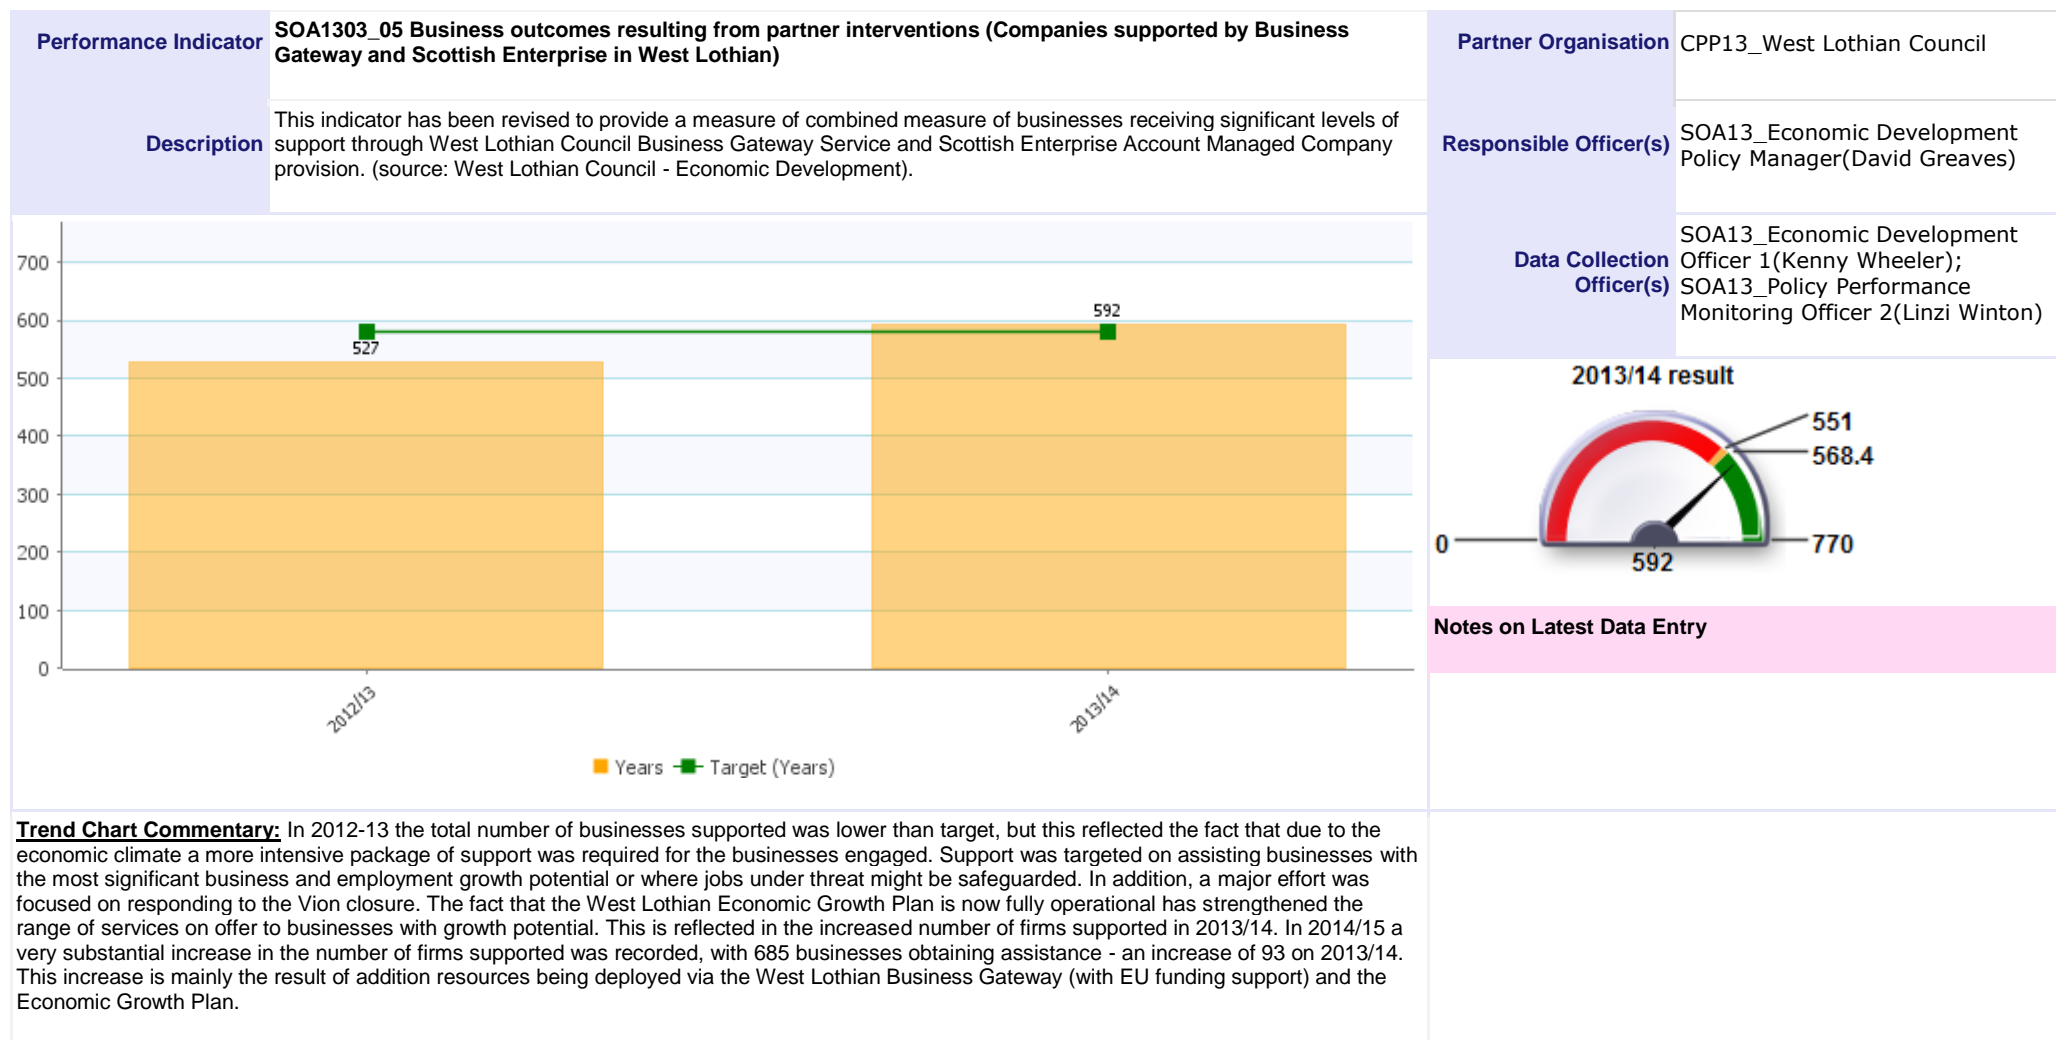 Performance Indicator
SOA1303_05 Business outcomes resulting from partner interventions (Companies supported by Business
Gateway and Scottish Enterprise in West Lothian)
Partner Organisation
CPP13_West Lothian Council
Description
This indicator has been revised to provide a measure of combined measure of businesses receiving significant levels of
support through West Lothian Council Business Gateway Service and Scottish Enterprise Account Managed Company
provision. (source: West Lothian Council - Economic Development).
Responsible Officer(s)
SOA13_Economic Development
Policy Manager(David Greaves)
Data Collection
Officer(s)
SOA13_Economic Development
Officer 1(Kenny Wheeler);
SOA13_Policy Performance
Monitoring Officer 2(Linzi Winton)
700
600
500
400
300
200
100
0
527
592
2012/13
2013/14
Years
Target (Years)
2013/14 result
551
568.4
0
770
592
Notes on Latest Data Entry
Trend Chart Commentary: In 2012-13 the total number of businesses supported was lower than target, but this reflected the fact that due to the
economic climate a more intensive package of support was required for the businesses engaged. Support was targeted on assisting businesses with
the most significant business and employment growth potential or where jobs under threat might be safeguarded. In addition, a major effort was
focused on responding to the Vion closure. The fact that the West Lothian Economic Growth Plan is now fully operational has strengthened the
range of services on offer to businesses with growth potential. This is reflected in the increased number of firms supported in 2013/14. In 2014/15 a
very substantial increase in the number of firms supported was recorded, with 685 businesses obtaining assistance - an increase of 93 on 2013/14.
This increase is mainly the result of addition resources being deployed via the West Lothian Business Gateway (with EU funding support) and the
Economic Growth Plan.